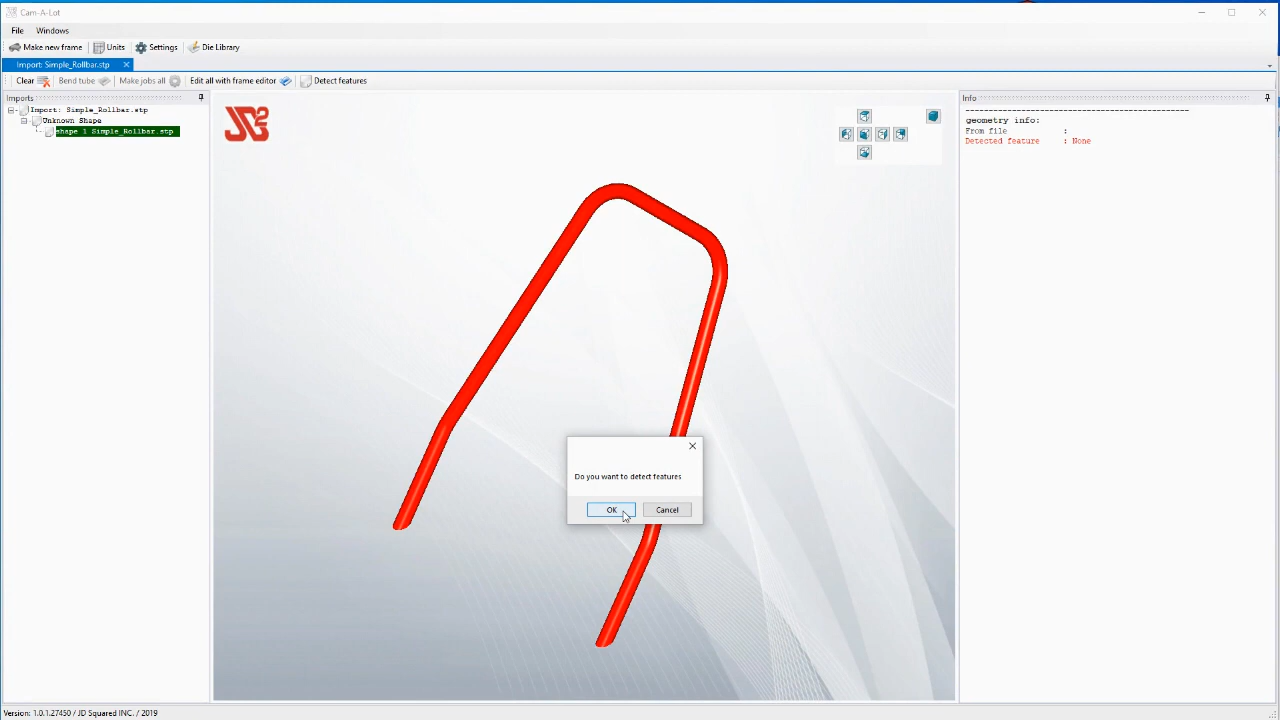 Cam-A-Lot
File Windows
Make new frame Units Settings Die Library
Import: Simple_Rollbar.stp
Clear Bend tube Make jobs all Edit all with frame editor Detect features
Imports
Import: Simple_Rollbar.stp
Unknown Shape
shape 1 Simple_Rollbar.stp
Info
geometry info:
From file :
Detected feature : None
Do you want to detect features
OK Cancel
Version: 1.0.1.27450 / JD Squared INC. / 2019